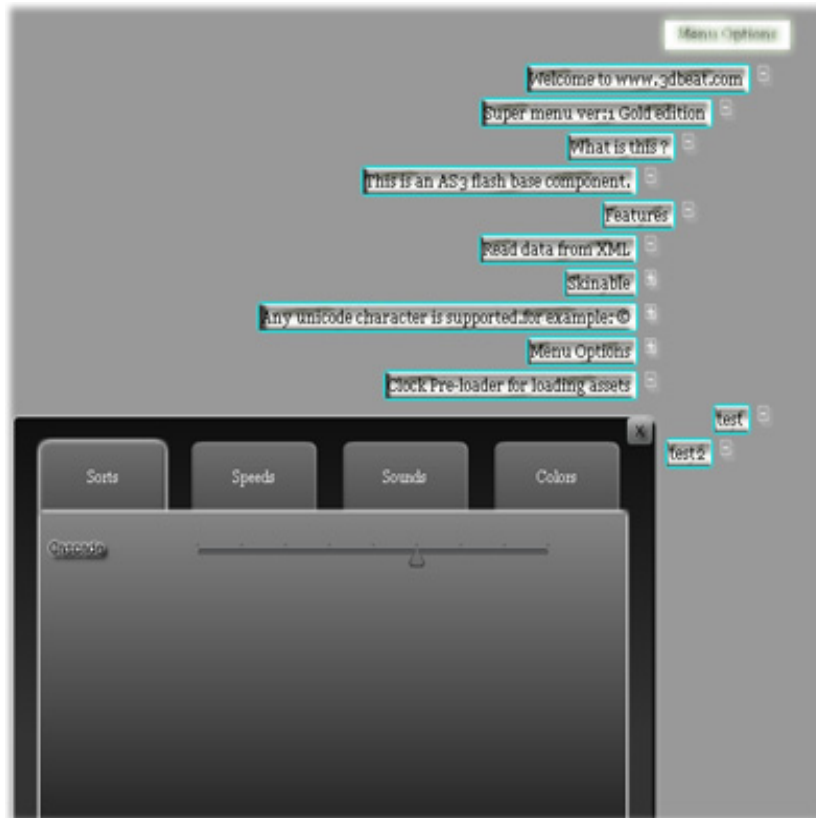 Menu Options
Welcome to www.3dbeat.com
Super menu ver:1 Gold edition
What is this ?
This is an AS3 flash base component.
Features
Read data from XML
Skinable
Any unicode character is supported.for example: ©
Menu Options
Clock Pre-loader for loading assets
test
test2
X
Sorts Speeds Sounds Colors
Cascade